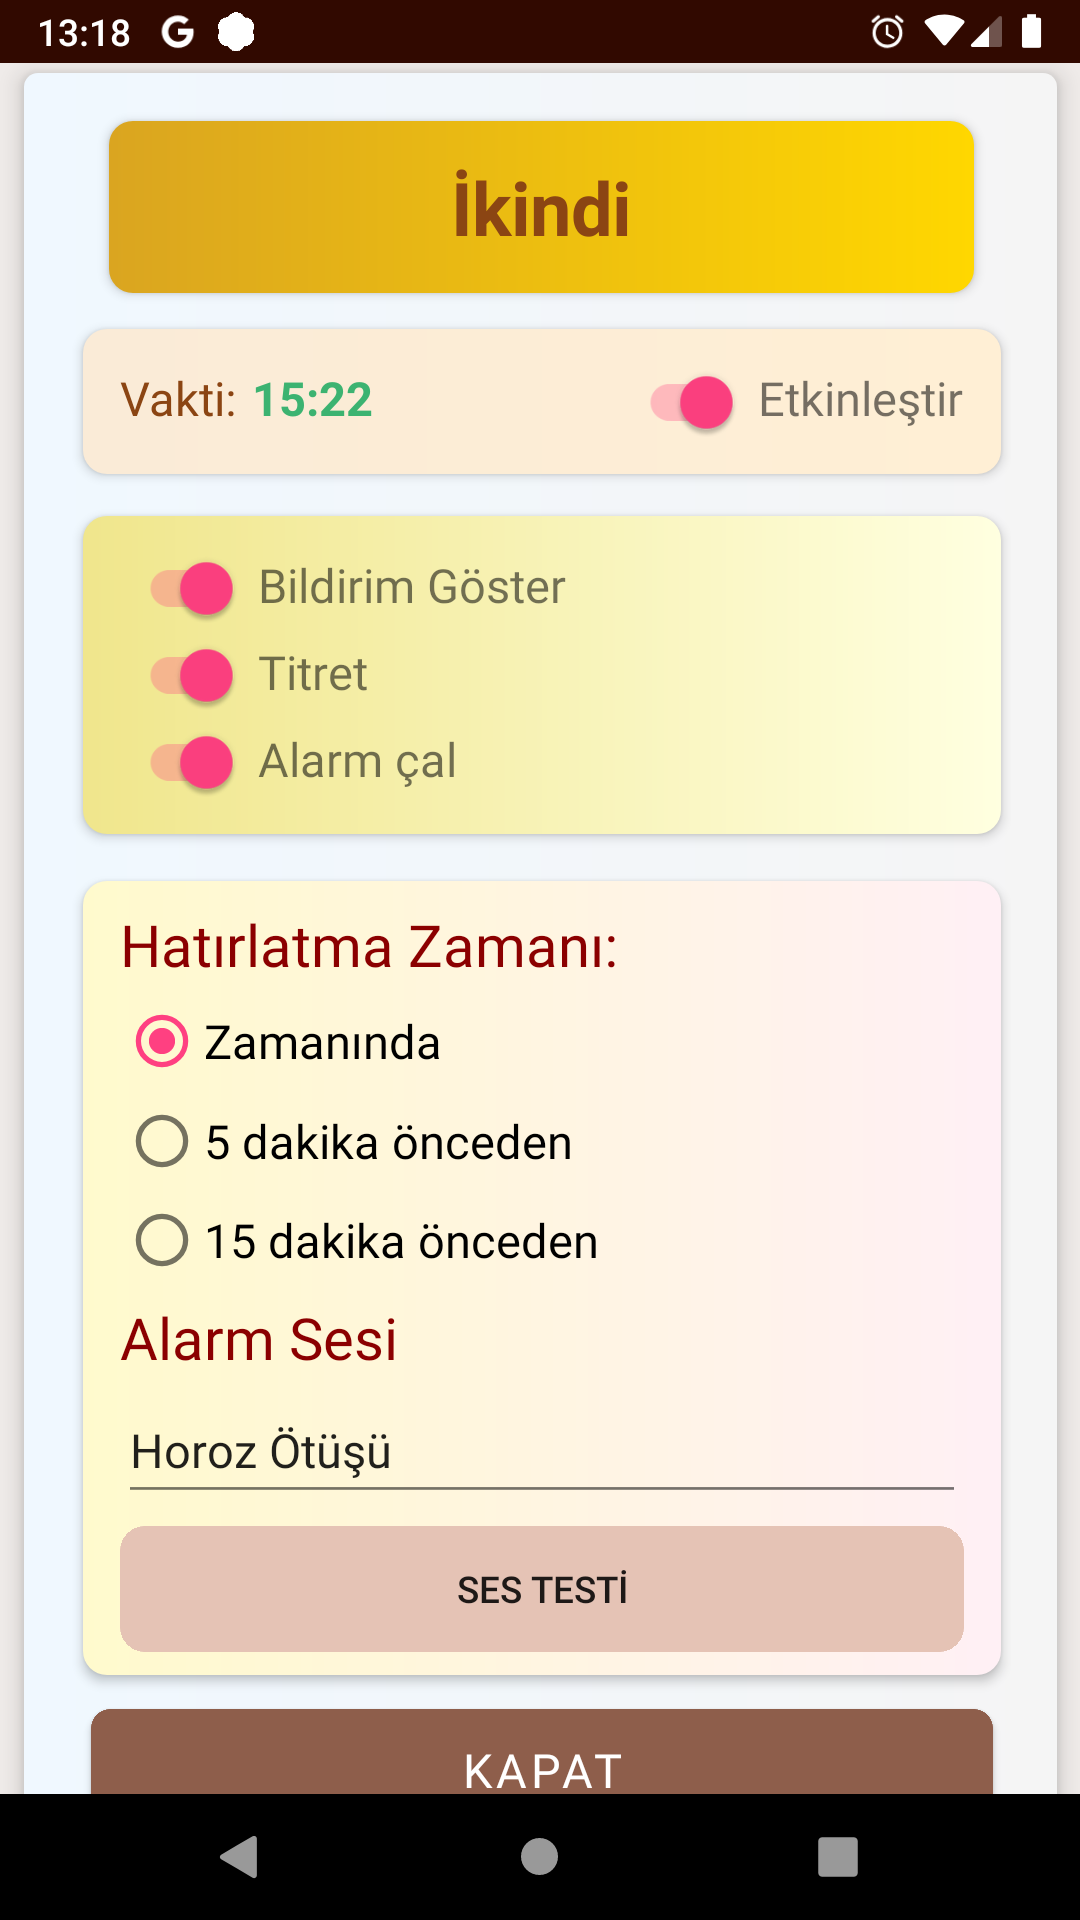 13:18
İkindi
Vakti: 15:22
Etkinleştir
Bildirim Göster
Titret
Alarm çal
Hatırlatma Zamanı:
Zamanında
5 dakika önceden
15 dakika önceden
Alarm Sesi
Horoz Ötüşü
SES TESTİ
KAPAT